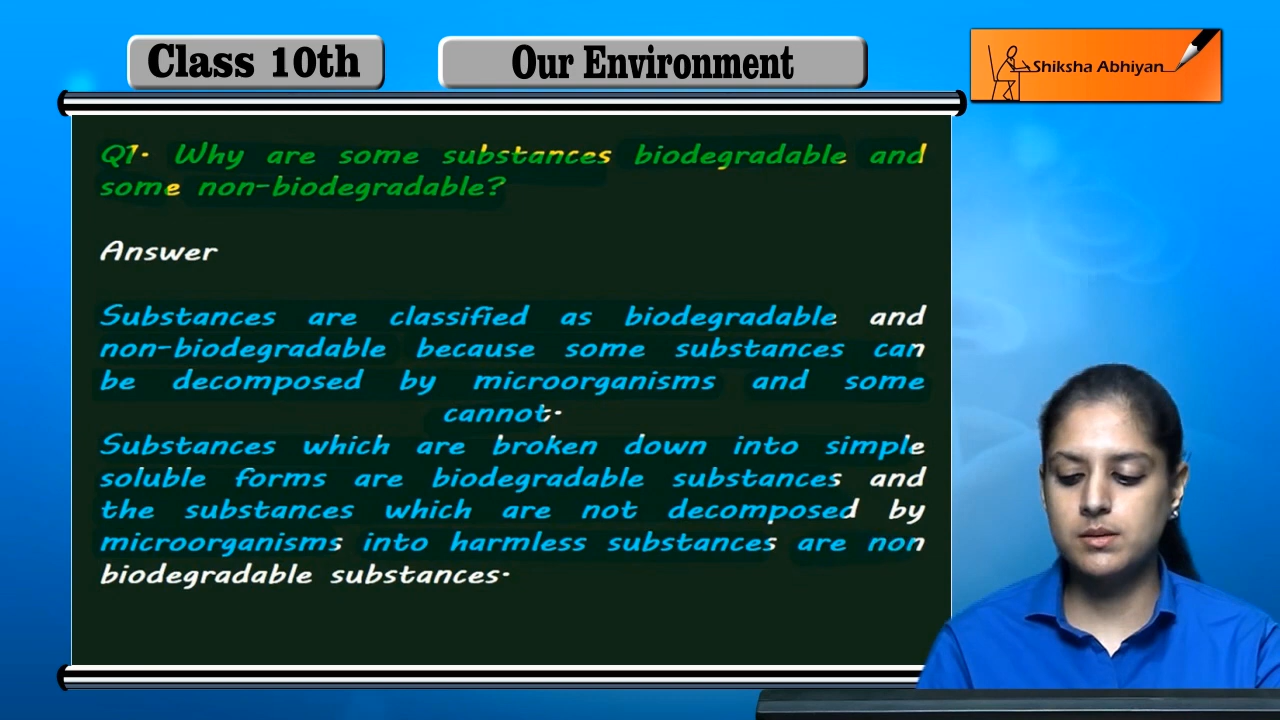 Class 10th
Our Environment
Shiksha Abhiyan
Q1. Why are some substances biodegradable and
some non-biodegradable?
Answer
Substances are classified as biodegradable and
non-biodegradable because some substances can
be decomposed by microorganisms and some
cannot.
Substances which are broken down into simple
soluble forms are biodegradable substances and
the substances which are not decomposed by
microorganisms into harmless substances are non
biodegradable substances.